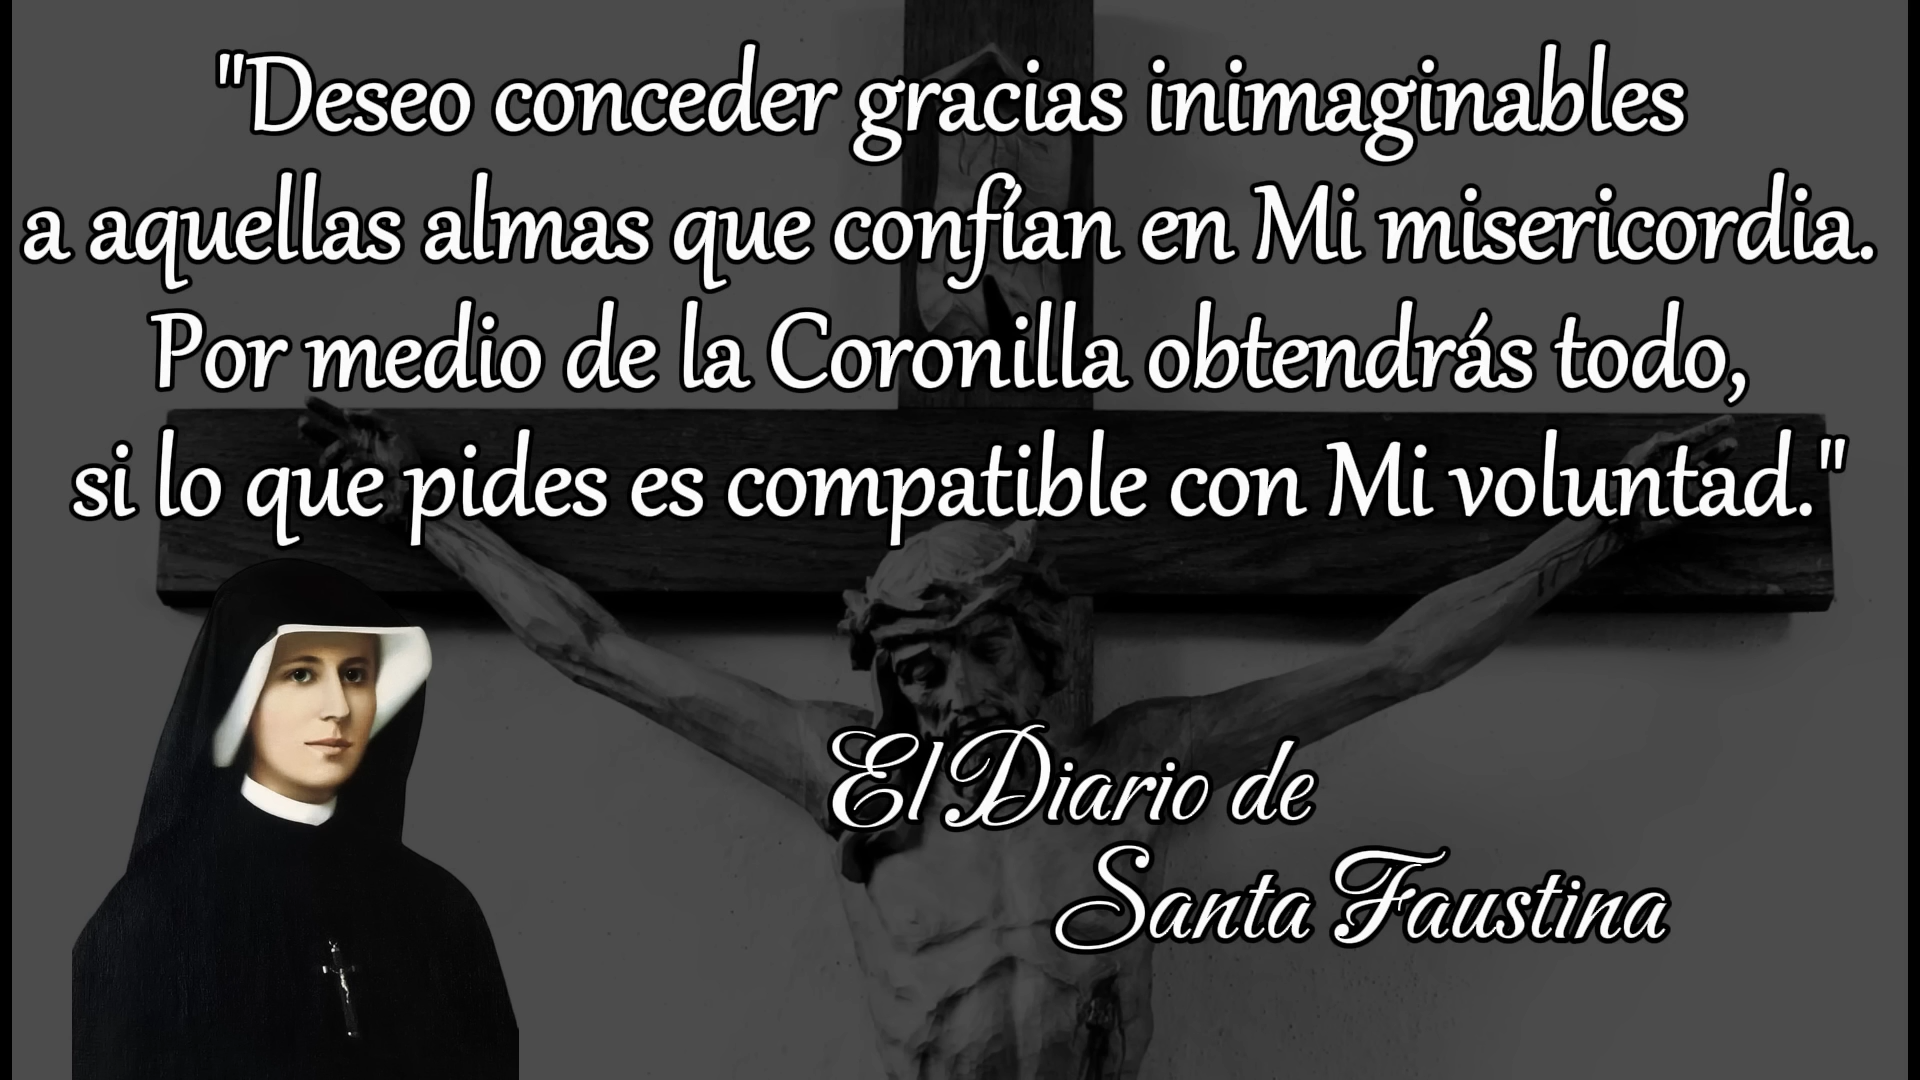 "Deseo conceder gracias inimaginables
a aquellas almas que confían en Mi misericordia.
Por medio de la Coronilla obtendrás todo,
si lo que pides es compatible con Mi voluntad."
El Diario de
Santa Faustina